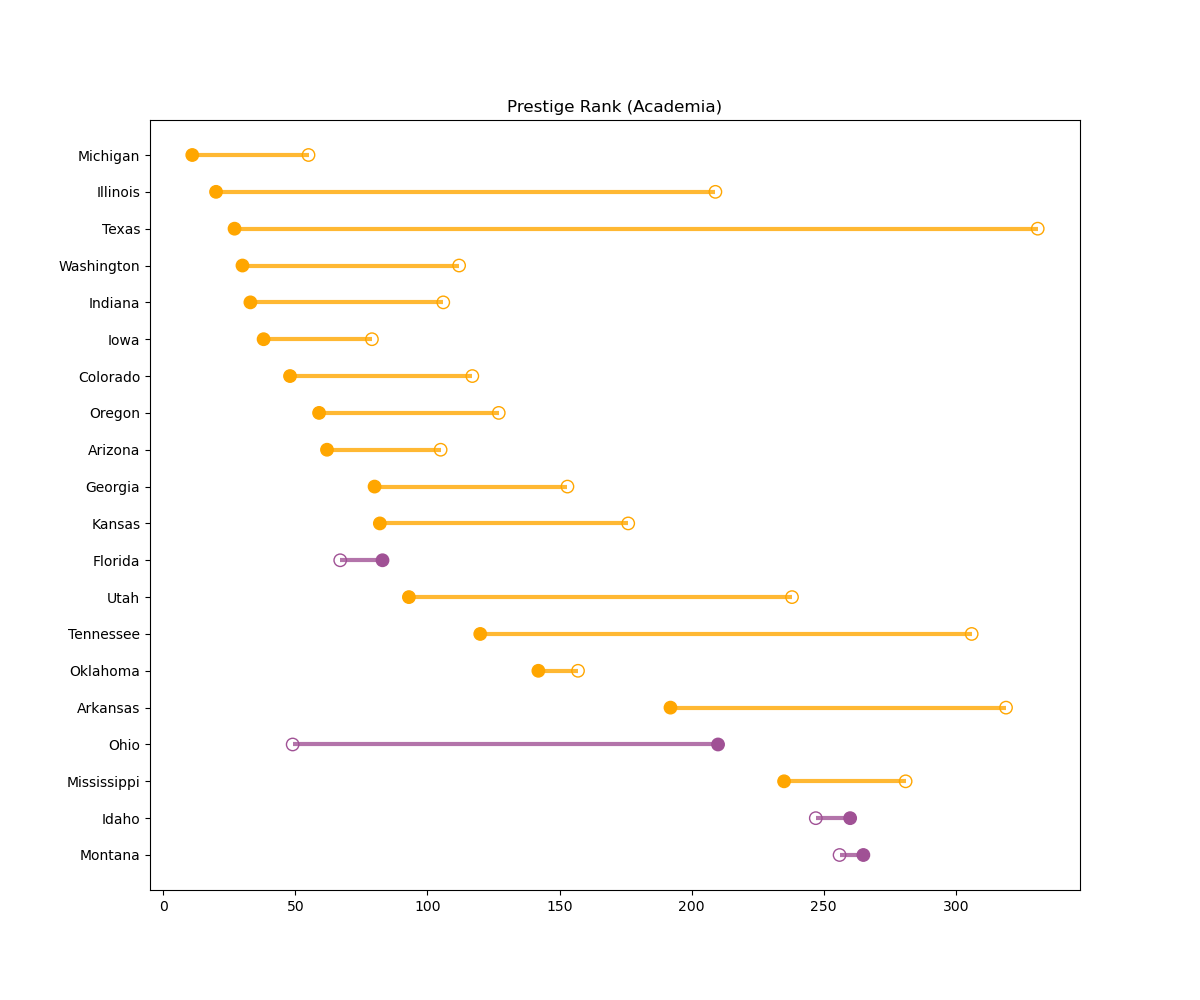 Prestige Rank (Academia)
Michigan
Illinois
Texas
Washington
Indiana
Iowa
Colorado
Oregon
Arizona
Georgia
Kansas
Florida
Utah
Tennessee
Oklahoma
Arkansas
Ohio
Mississippi
Idaho
Montana
0 50 100 150 200 250 300